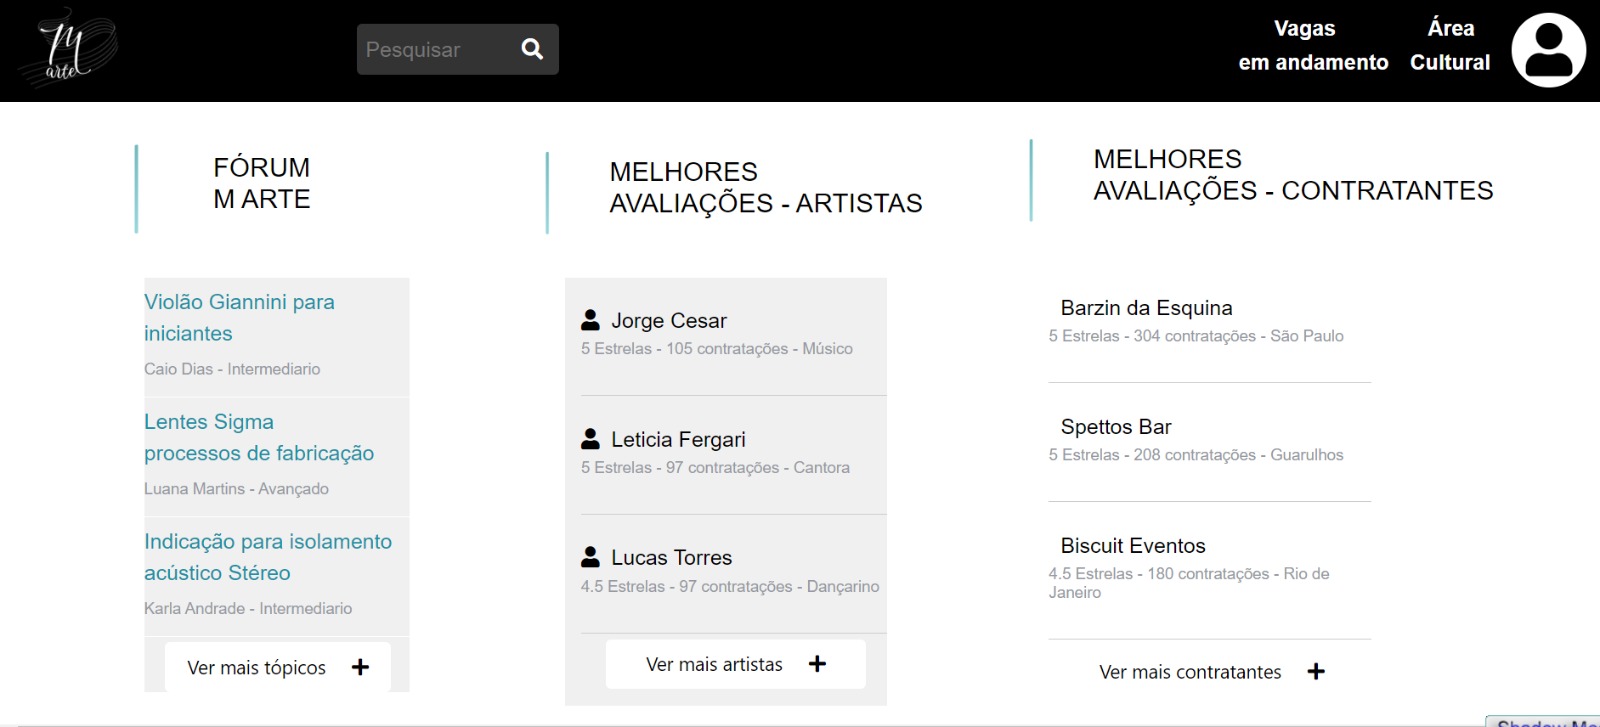 M
arte
Pesquisar
Vagas
em andamento
Área
Cultural
FÓRUM
M ARTE
Violão Giannini para
iniciantes
Caio Dias - Intermediario
Lentes Sigma
processos de fabricação
Luana Martins - Avançado
Indicação para isolamento
acústico Stéreo
Karla Andrade - Intermediario
Ver mais tópicos
MELHORES
AVALIAÇÕES - ARTISTAS
Jorge Cesar
5 Estrelas - 105 contratações - Músico
Leticia Fergari
5 Estrelas - 97 contratações - Cantora
Lucas Torres
4.5 Estrelas - 97 contratações - Dançarino
Ver mais artistas
MELHORES
AVALIAÇÕES - CONTRATANTES
Barzin da Esquina
5 Estrelas - 304 contratações - São Paulo
Spettos Bar
5 Estrelas - 208 contratações - Guarulhos
Biscuit Eventos
4.5 Estrelas - 180 contratações - Rio de
Janeiro
Ver mais contratantes